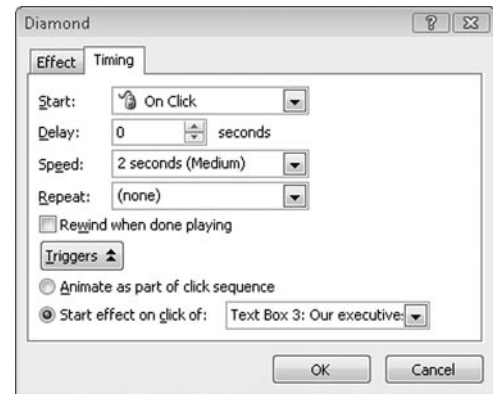 Diamond
Effect Timing
Start: On Click
Delay: 0 seconds
Speed: 2 seconds (Medium)
Repeat: (none)
Rewind when done playing
Triggers
Animate as part of click sequence
Start effect on click of: Text Box 3: Our executive:
OK Cancel